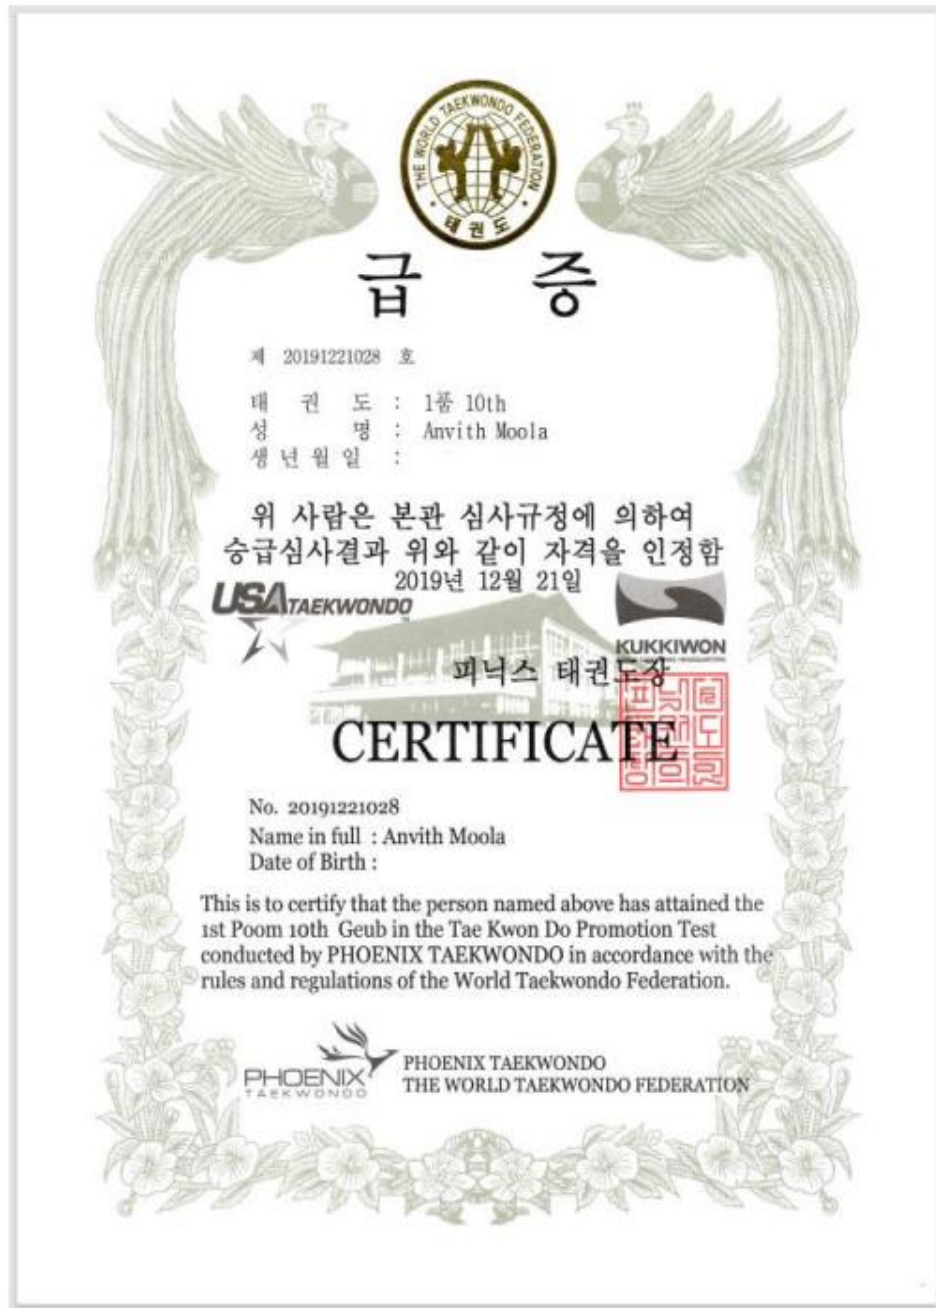 THE WORLD TAEKWONDO FEDERATION
태권도
급 증
제 20191221028 호
태 권 도 : 1품 10th
성 명 : Anvith Moola
생년월일 :
위 사람은 본관 심사규정에 의하여
승급심사결과 위와 같이 자격을 인정함
2019년 12월 21일
USA TAEKWONDO
KUKKIWON
피닉스 태권도장
CERTIFICATE
No. 20191221028
Name in full : Anvith Moola
Date of Birth :
This is to certify that the person named above has attained the
1st Poom 10th Geub in the Tae Kwon Do Promotion Test
conducted by PHOENIX TAEKWONDO in accordance with the
rules and regulations of the World Taekwondo Federation.
PHOENIX
TAEKWONDO
PHOENIX TAEKWONDO
THE WORLD TAEKWONDO FEDERATION